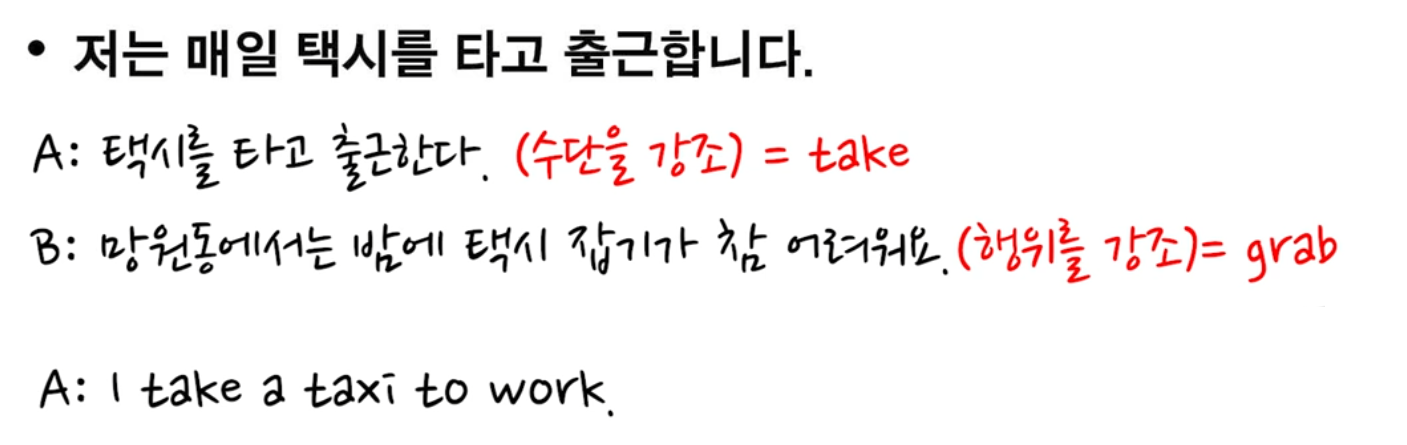 • 저는 매일 택시를 타고 출근합니다.
A: 택시를 타고 출근한다. (수단을 강조) = take
B: 망원동에서는 밤에 택시 잡기가 참 어려워요. (행위를 강조)= grab
A: I take a taxi to work.